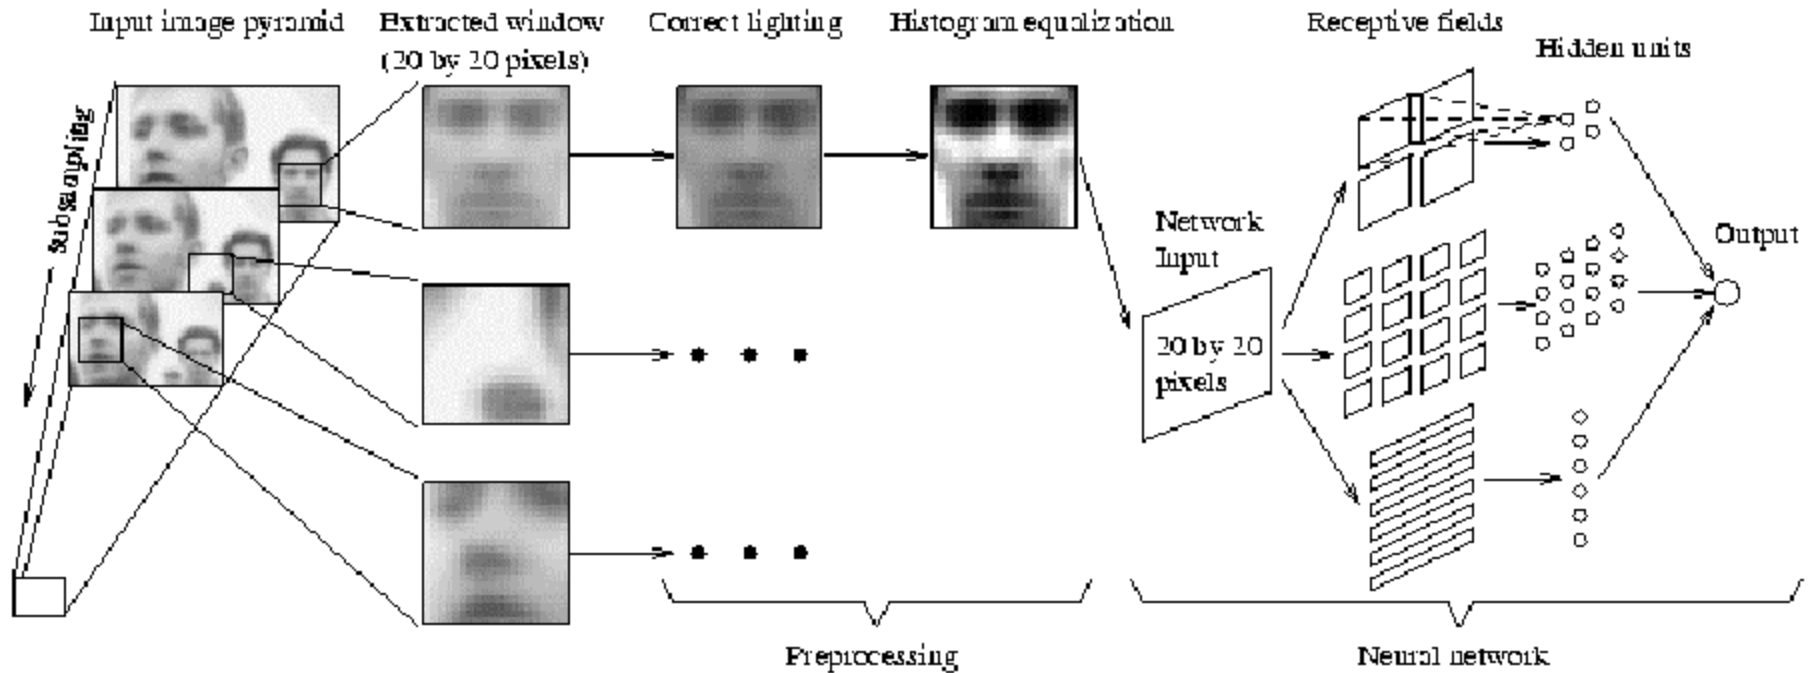 Input image pyramid
Extracted window
(20 by 20 pixels)
Correct lighting
Histogram equalization
Receptive fields
Hidden units
subsampling
Network
Input
20 by 20
pixels
Output
Preprocessing
Neural network